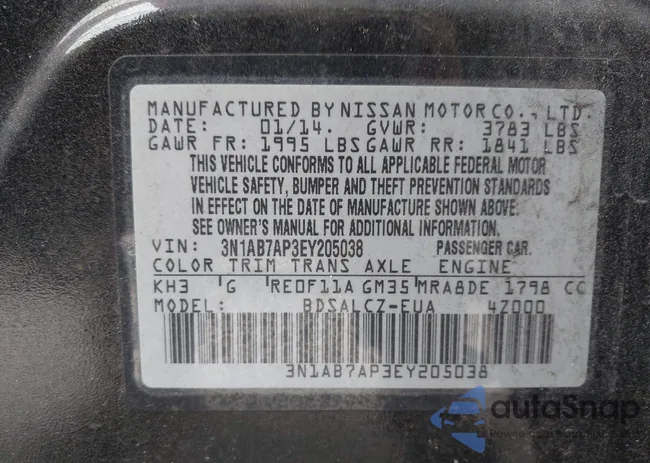 MANUFACTURED BY NISSAN MOTOR CO., LTD.
DATE: 01/14. GVWR: 3783 LBS
GAWR FR: 1995 LBS GAWR RR: 1841 LBS
THIS VEHICLE CONFORMS TO ALL APPLICABLE FEDERAL MOTOR
VEHICLE SAFETY, BUMPER AND THEFT PREVENTION STANDARDS
IN EFFECT ON THE DATE OF MANUFACTURE SHOWN ABOVE.
SEE OWNER'S MANUAL FOR ADDITIONAL INFORMATION.
VIN: 3N1AB7AP3EY205038 PASSENGER CAR.
COLOR TRIM TRANS AXLE ENGINE
KH3 G RE0F11A GM35 MRA8DE 1798 CC
MODEL: BDSALCZ-EUA 4Z000
3N1AB7AP3EY205038
autoSnap